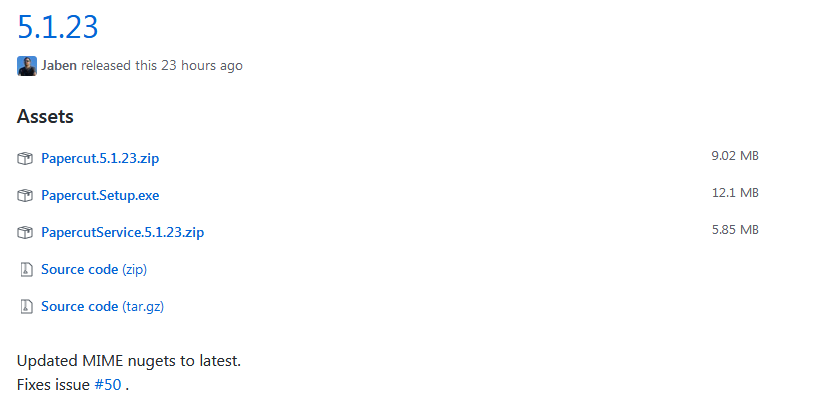 5.1.23
Jaben released this 23 hours ago
Assets
Papercut.5.1.23.zip 9.02 MB
Papercut.Setup.exe 12.1 MB
PapercutService.5.1.23.zip 5.85 MB
Source code (zip)
Source code (tar.gz)
Updated MIME nugets to latest.
Fixes issue #50 .